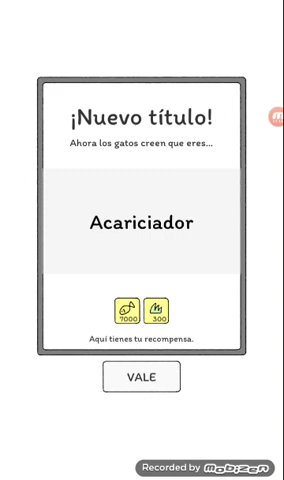 ¡Nuevo título!
Ahora los gatos creen que eres...
Acariciador
7000 300
Aquí tienes tu recompensa.
VALE
Recorded by mobizen